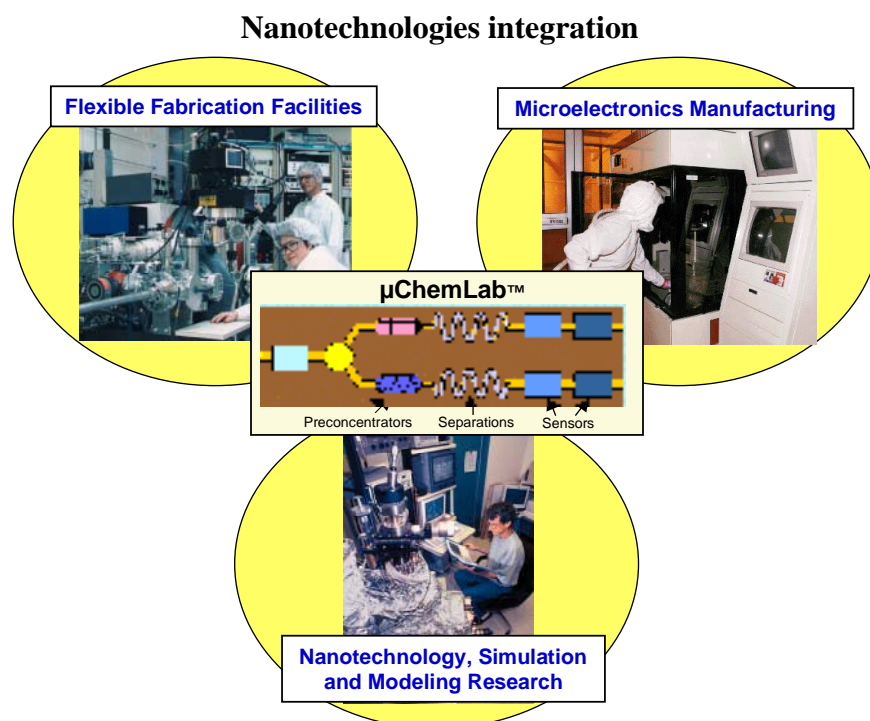 Nanotechnologies integration
Flexible Fabrication Facilities
Microelectronics Manufacturing
µChemLab™
Preconcentrators
Separations
Sensors
Nanotechnology, Simulation
and Modeling Research